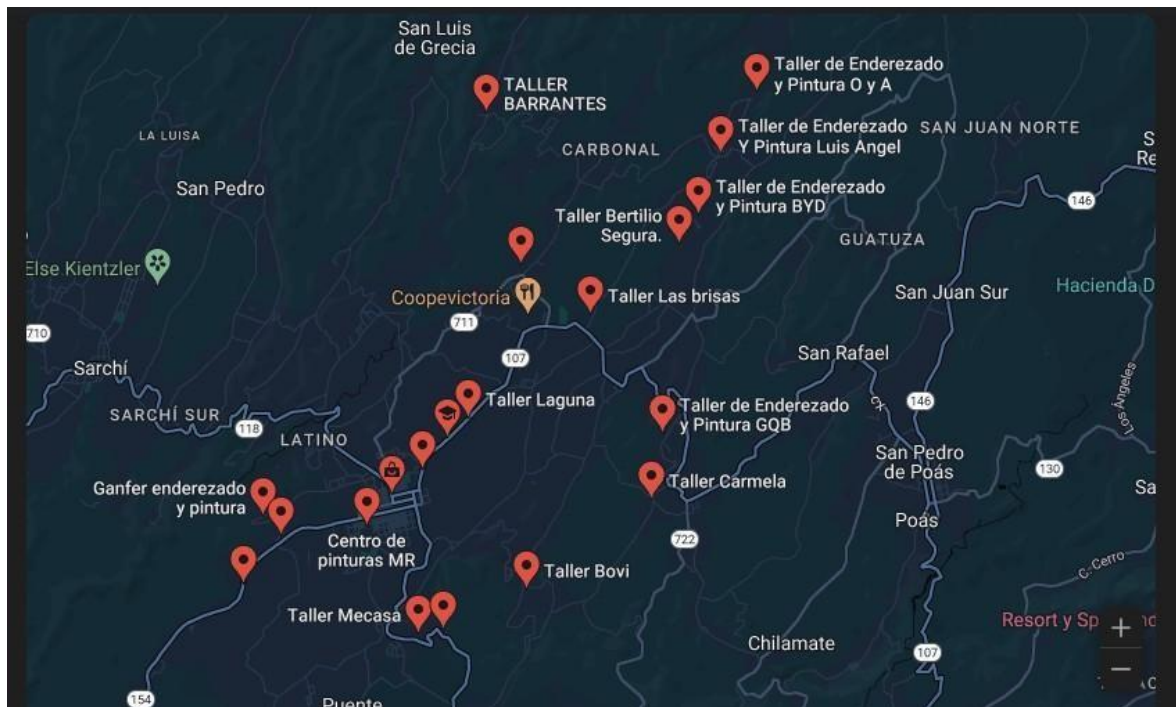 San Luis
de Grecia
TALLER
BARRANTES
Taller de Enderezado
y Pintura O y A
LA LUISA
CARBONAL
Taller de Enderezado
Y Pintura Luis Ángel
SAN JUAN NORTE
San Pedro
Taller de Enderezado
y Pintura BYD
146
Taller Bertilio
Segura.
GUATUZA
Else Kientzler
Coopevictoria
Taller Las brisas
San Juan Sur
Hacienda D
710
711
107
Sarchí
San Rafael
Los Ángeles
SARCHÍ SUR
118
LATINO
Taller Laguna
Taller de Enderezado
y Pintura GQB
146
San Pedro
de Poás
130
Ganfer enderezado
y pintura
Taller Carmela
Poás
Centro de
pinturas MR
722
Taller Bovi
C. Cerro
Taller Mecasa
Resort y Sp
Chilamate
107
154
Puente